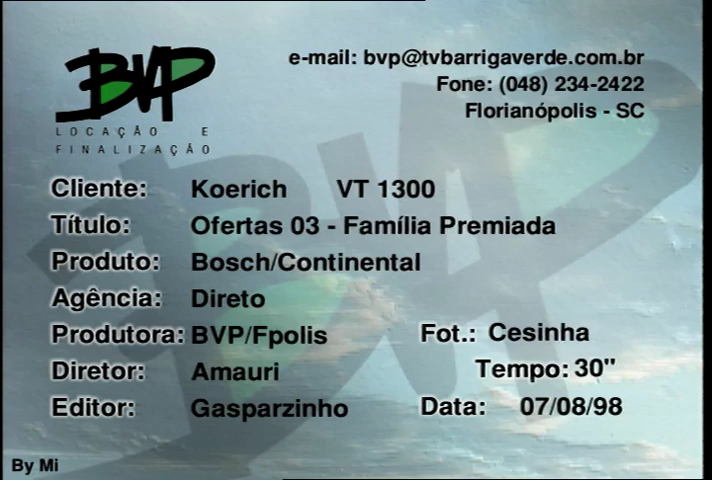 BVP
LOCAÇÃO E
FINALIZAÇÃO
e-mail: bvp@tvbarrigaverde.com.br
Fone: (048) 234-2422
Florianópolis - SC
Cliente: Koerich VT 1300
Título: Ofertas 03 - Família Premiada
Produto: Bosch/Continental
Agência: Direto
Produtora: BVP/Fpolis Fot.: Cesinha
Diretor: Amauri Tempo: 30"
Editor: Gasparzinho Data: 07/08/98
By Mi